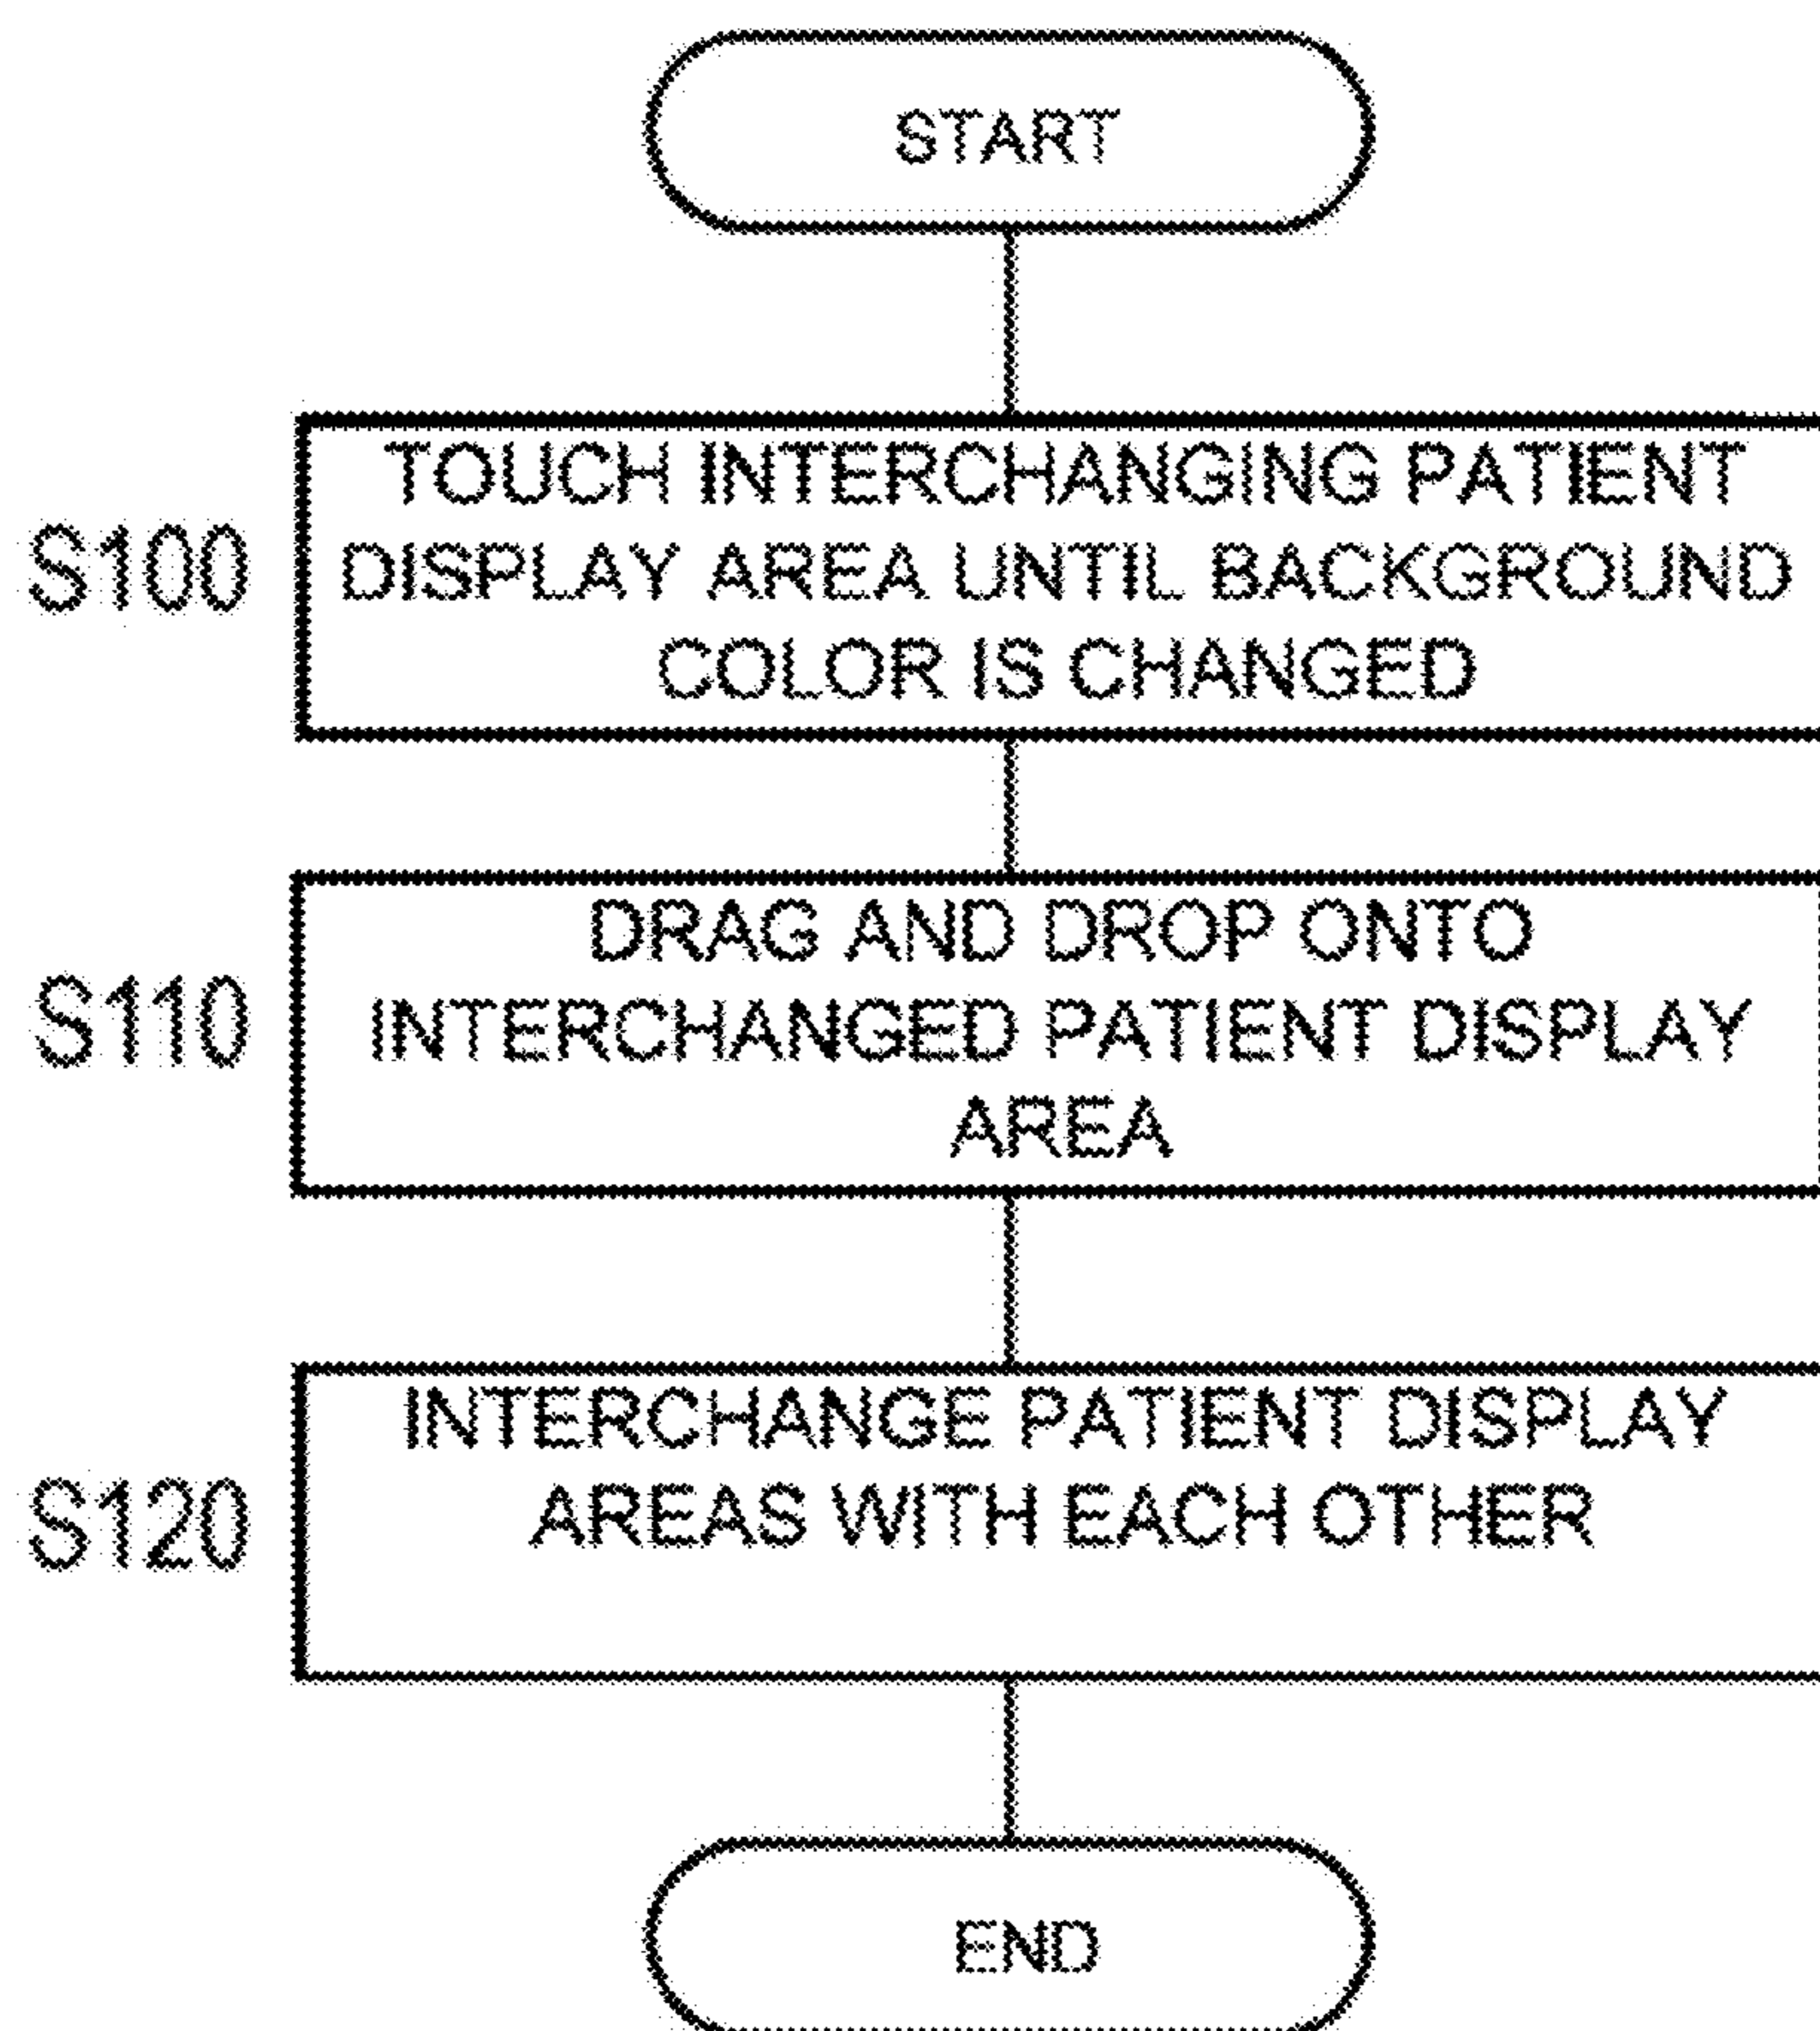 START
S100
TOUCH INTERCHANGING PATIENT
DISPLAY AREA UNTIL BACKGROUND
COLOR IS CHANGED
S110
DRAG AND DROP ONTO
INTERCHANGED PATIENT DISPLAY
AREA
S120
INTERCHANGE PATIENT DISPLAY
AREAS WITH EACH OTHER
END